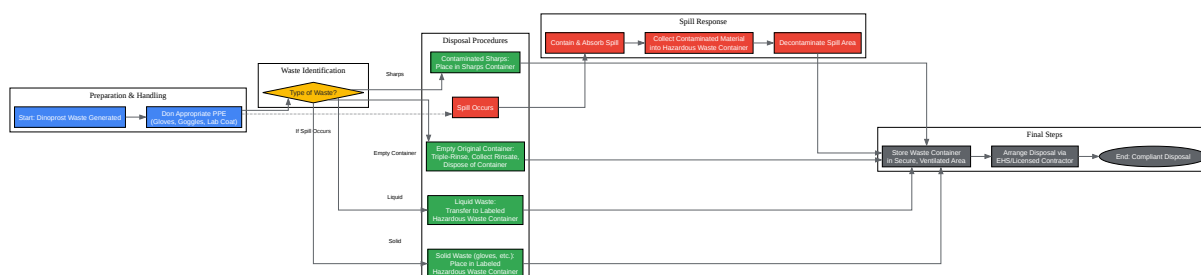 Spill Response
Contain & Absorb Spill
Collect Contaminated Material
into Hazardous Waste Container
Decontaminate Spill Area
Disposal Procedures
Contaminated Sharps:
Place in Sharps Container
Waste Identification
Sharps
Type of Waste?
Preparation & Handling
Start: Dinoprost Waste Generated
Don Appropriate PPE
(Gloves, Goggles, Lab Coat)
Spill Occurs
If Spill Occurs
Empty Container
Empty Original Container:
Triple-Rinse, Collect Rinsate,
Dispose of Container
Final Steps
Store Waste Container
in Secure, Ventilated Area
Arrange Disposal via
EHS/Licensed Contractor
End: Compliant Disposal
Liquid
Liquid Waste:
Transfer to Labeled
Hazardous Waste Container
Solid
Solid Waste (gloves, etc.):
Place in Labeled
Hazardous Waste Container